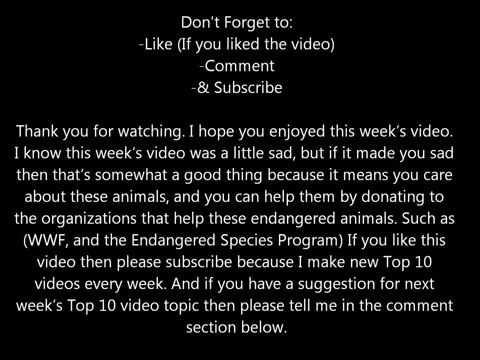 Don't Forget to:
-Like (If you liked the video)
-Comment
-& Subscribe
Thank you for watching. I hope you enjoyed this week's video.
I know this week's video was a little sad, but if it made you sad
then that's somewhat a good thing because it means you care
about these animals, and you can help them by donating to
the organizations that help these endangered animals. Such as
(WWF, and the Endangered Species Program) If you like this
video then please subscribe because I make new Top 10
videos every week. And if you have a suggestion for next
week's Top 10 video topic then please tell me in the comment
section below.